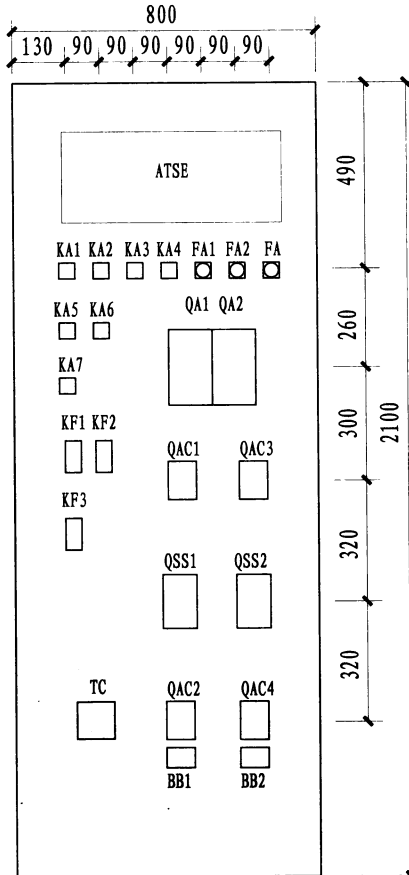 800
130 90 90 90 90 90 90
ATSE
490
KA1 KA2 KA3 KA4 FA1 FA2 FA
KA5 KA6 QA1 QA2
260
KA7
300
2100
KF1 KF2 QAC1 QAC3
KF3
320
QSS1 QSS2
320
TC QAC2 QAC4
BB1 BB2